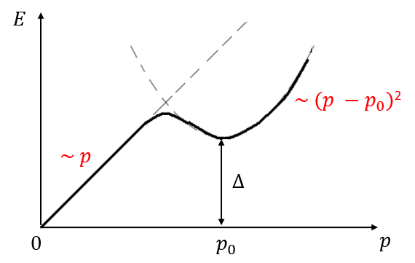 E
~ (p − p₀)²
~ p
Δ
0
p₀
p